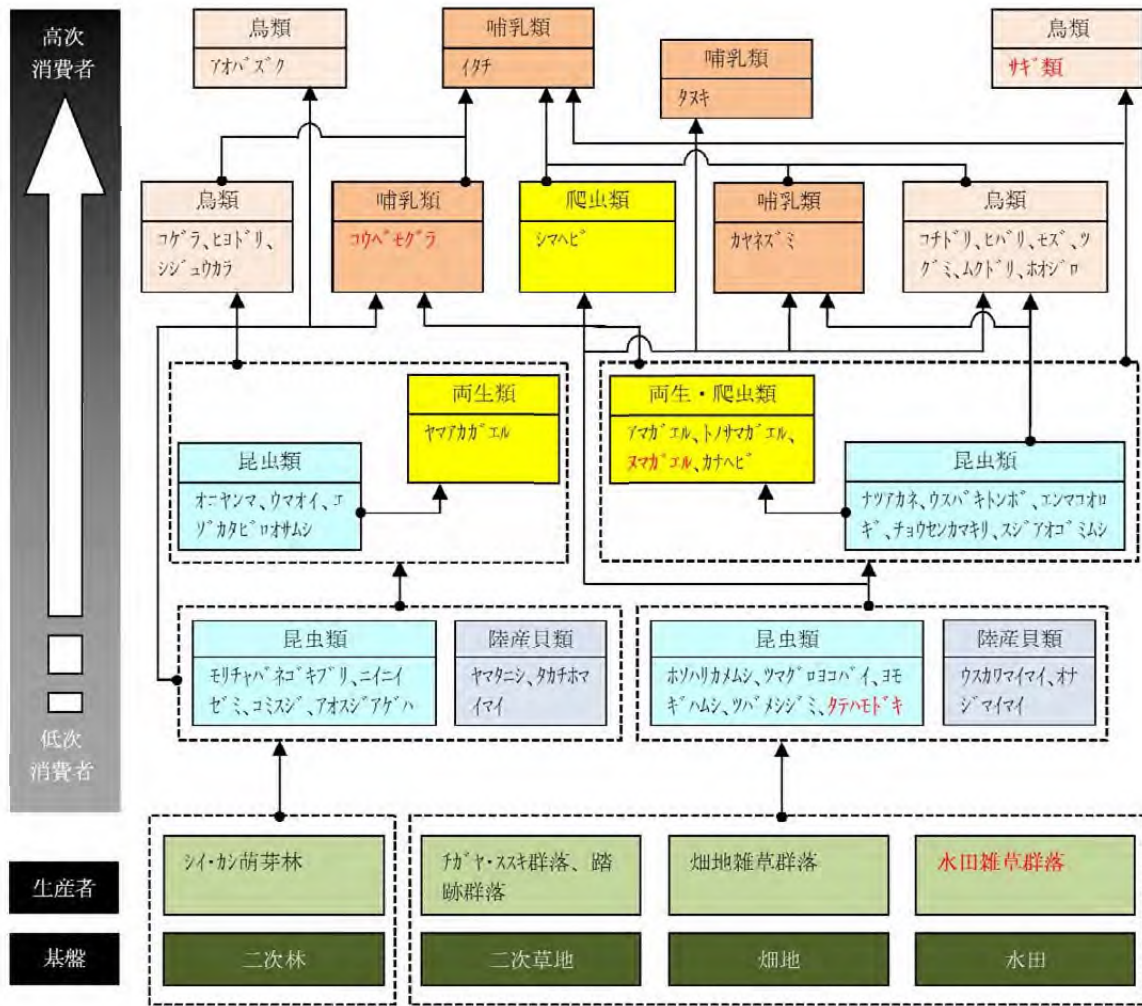 高次
消費者
低次
消費者
生産者
基盤
鳥類
ｱｵﾊﾞｽﾞｸ
哺乳類
ｲﾀﾁ
哺乳類
ﾀﾇｷ
鳥類
ｻｷﾞ類
鳥類
ｺｹﾞﾗ、ﾋﾖﾄﾞﾘ、
ｼｼﾞｭｳｶﾗ
哺乳類
ｺｳﾍﾞﾓｸﾞﾗ
爬虫類
ｼﾏﾍﾋﾞ
哺乳類
ｶﾔﾈｽﾞﾐ
鳥類
ｺﾁﾄﾞﾘ、ﾋﾊﾞﾘ、ﾓｽﾞ、ﾂ
ｸﾞﾐ、ﾑｸﾄﾞﾘ、ﾎｵｼﾞﾛ
両生類
ﾔﾏｱｶｶﾞｴﾙ
昆虫類
ｵﾆﾔﾝﾏ、ｳﾏｵｲ、ｴ
ｿﾞｶﾀﾋﾞﾛｵｻﾑｼ
両生・爬虫類
ｱﾏｶﾞｴﾙ、ﾄﾉｻﾏｶﾞｴﾙ、
ﾇﾏｶﾞｴﾙ、ｶﾅﾍﾋﾞ
昆虫類
ﾅﾂｱｶﾈ、ｳｽﾊﾞｷﾄﾝﾎﾞ、ｴﾝﾏｺｵﾛ
ｷﾞ、ﾁｮｳｾﾝｶﾏｷﾘ、ｽｼﾞｱｵｺﾞﾐﾑｼ
昆虫類
ﾓﾘﾁｬﾊﾞﾈｺﾞｷﾌﾞﾘ、ﾆｲﾆｲ
ｾﾞﾐ、ｺﾐｽｼﾞ、ｱｵｽｼﾞｱｹﾞﾊ
陸産貝類
ﾔﾏﾀﾆｼ、ﾀｶﾁﾎﾏ
ｲﾏｲ
昆虫類
ﾎｿﾊﾘｶﾒﾑｼ、ﾂﾏｸﾞﾛﾖｺﾊﾞｲ、ﾖﾓ
ｷﾞﾊﾑｼ、ﾂﾊﾞﾒｼｼﾞﾐ、ﾀﾃﾊﾓﾄﾞｷ
陸産貝類
ｳｽｶﾜﾏｲﾏｲ、ｵﾅ
ｼﾞﾏｲﾏｲ
ｼｲ・ｶｼ萌芽林
ﾁｶﾞﾔ・ｽｽｷ群落、踏
跡群落
畑地雑草群落
水田雑草群落
二次林
二次草地
畑地
水田